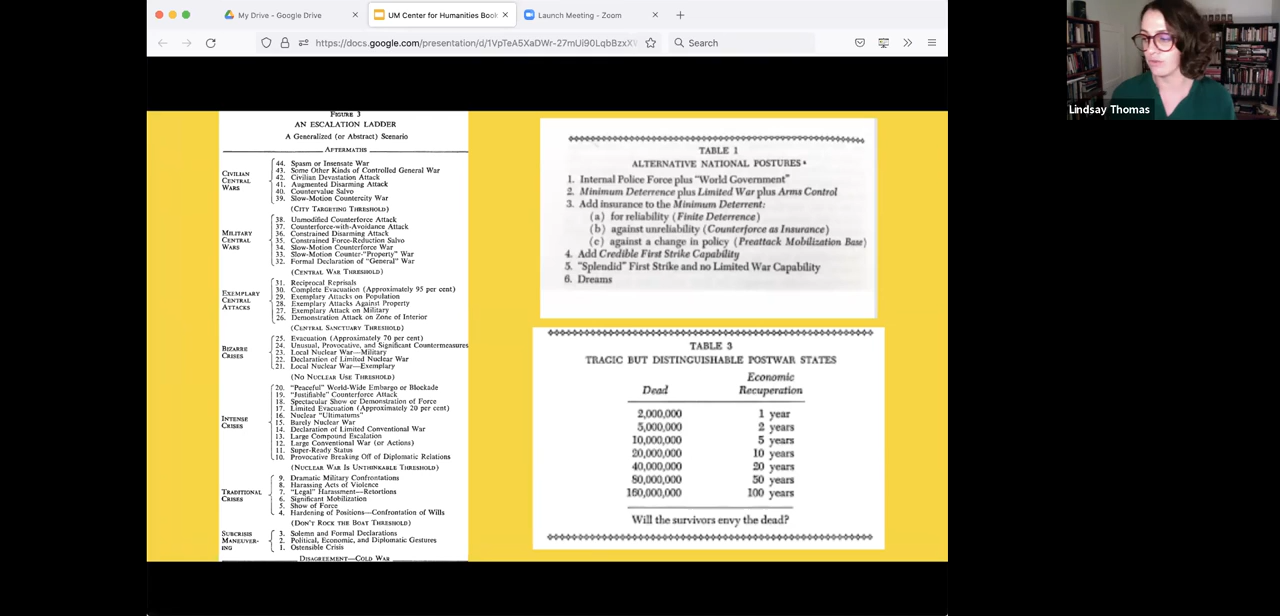 My Drive - Google Drive
UM Center for Humanities Book
Launch Meeting - Zoom
https://docs.google.com/presentation/d/1VpTeA5XaDWr-27mUi90LqbBzxX
Search
Lindsay Thomas
FIGURE 3
AN ESCALATION LADDER
A Generalized (or Abstract) Scenario
AFTERMATHS
CIVILIAN CENTRAL WARS
44. Spasm or Insensate War
43. Some Other Kinds of Controlled General War
42. Civilian Devastation Attack
41. Augmented Disarming Attack
40. Countervalue Salvo
39. Slow-Motion Countercity War
(CITY TARGETING THRESHOLD)
MILITARY CENTRAL WARS
38. Unmodified Counterforce Attack
37. Counterforce-with-Avoidance Attack
36. Constrained Disarming Attack
35. Constrained Force-Reduction Salvo
34. Slow-Motion Counterforce War
33. Slow-Motion Counter-"Property" War
32. Formal Declaration of "General" War
(CENTRAL WAR THRESHOLD)
EXEMPLARY CENTRAL ATTACKS
31. Reciprocal Reprisals
30. Complete Evacuation (Approximately 95 per cent)
29. Exemplary Attacks on Population
28. Exemplary Attacks Against Property
27. Exemplary Attack on Military
26. Demonstration Attack on Zone of Interior
(CENTRAL SANCTUARY THRESHOLD)
BIZARRE CRISES
25. Evacuation (Approximately 70 per cent)
24. Unusual, Provocative, and Significant Countermeasures
23. Local Nuclear War—Military
22. Declaration of Limited Nuclear War
21. Local Nuclear War—Exemplary
(NO NUCLEAR USE THRESHOLD)
INTENSE CRISES
20. "Peaceful" World-Wide Embargo or Blockade
19. "Justifiable" Counterforce Attack
18. Spectacular Show or Demonstration of Force
17. Limited Evacuation (Approximately 20 per cent)
16. Nuclear "Ultimatums"
15. Barely Nuclear War
14. Declaration of Limited Conventional War
13. Large Compound Escalation
12. Large Conventional War (or Actions)
11. Super-Ready Status
10. Provocative Breaking Off of Diplomatic Relations
(NUCLEAR WAR IS UNTHINKABLE THRESHOLD)
TRADITIONAL CRISES
9. Dramatic Military Confrontations
8. Harassing Acts of Violence
7. "Legal" Harassment—Retortions
6. Significant Mobilization
5. Show of Force
4. Hardening of Positions—Confrontation of Wills
(DON'T ROCK THE BOAT THRESHOLD)
SUBCRISIS MANEUVER-ING
3. Solemn and Formal Declarations
2. Political, Economic, and Diplomatic Gestures
1. Ostensible Crisis
DISAGREEMENT—COLD WAR
TABLE 1
ALTERNATIVE NATIONAL POSTURES *
1. Internal Police Force plus "World Government"
2. Minimum Deterrence plus Limited War plus Arms Control
3. Add insurance to the Minimum Deterrent:
(a) for reliability (Finite Deterrence)
(b) against unreliability (Counterforce as Insurance)
(c) against a change in policy (Preattack Mobilization Base)
4. Add Credible First Strike Capability
5. "Splendid" First Strike and no Limited War Capability
6. Dreams
TABLE 3
TRAGIC BUT DISTINGUISHABLE POSTWAR STATES
Dead Economic Recuperation
2,000,000 1 year
5,000,000 2 years
10,000,000 5 years
20,000,000 10 years
40,000,000 20 years
80,000,000 50 years
160,000,000 100 years
Will the survivors envy the dead?